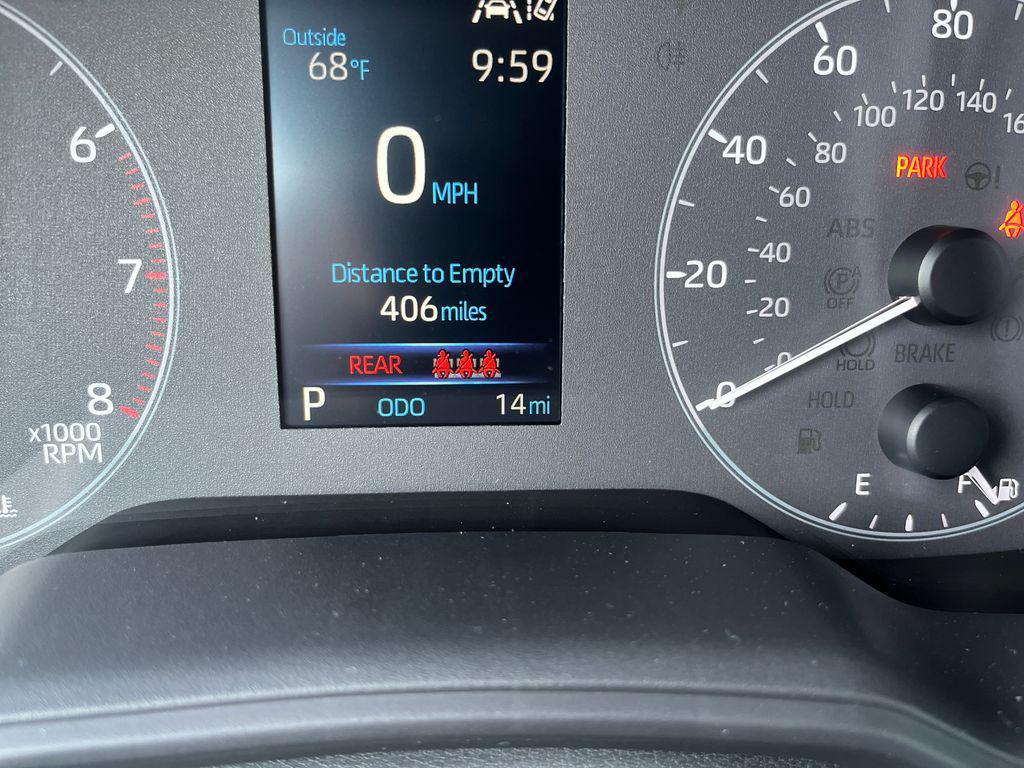 Outside
68°F
9:59
0 MPH
Distance to Empty
406 miles
REAR
P ODO 14 mi
6
7
8
x1000
RPM
80
60
40
20
0
120
140
100
80
60
40
20
0
PARK
!
ABS
P A
OFF
HOLD
BRAKE
HOLD
E
F